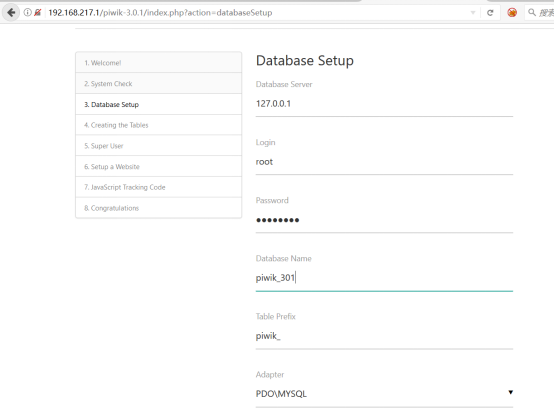 192.168.217.1/piwik-3.0.1/index.php?action=databaseSetup
搜索
1. Welcome!
2. System Check
3. Database Setup
4. Creating the Tables
5. Super User
6. Setup a Website
7. JavaScript Tracking Code
8. Congratulations
Database Setup
Database Server
127.0.0.1
Login
root
Password
●●●●●●●●
Database Name
piwik_301
Table Prefix
piwik_
Adapter
PDO\MYSQL